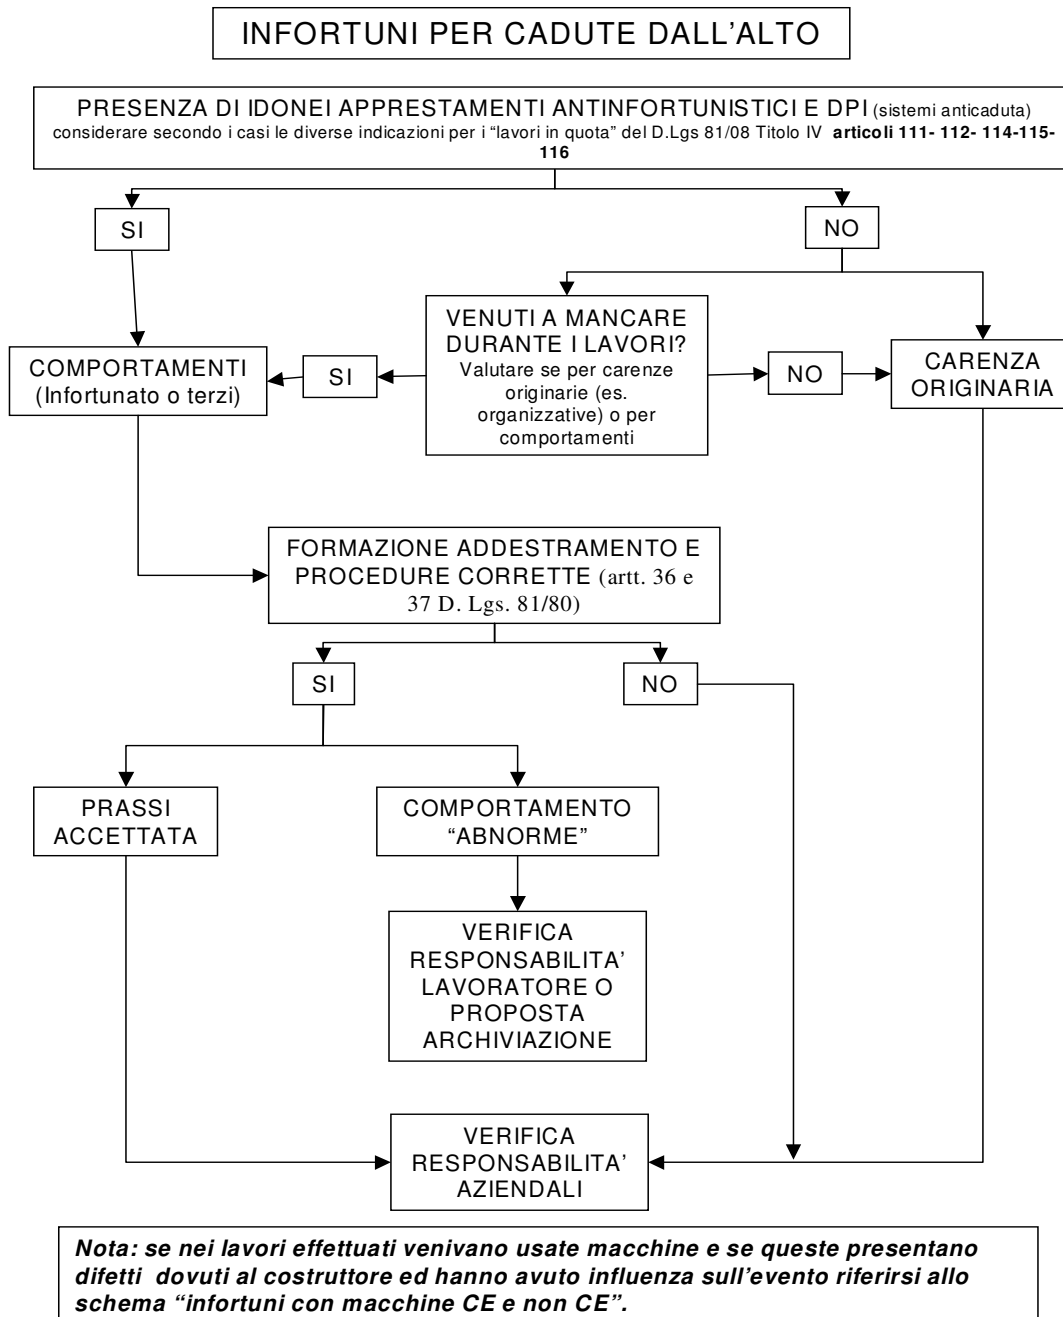 INFORTUNI PER CADUTE DALL'ALTO
PRESENZA DI IDONEI APPRESTAMENTI ANTINFORTUNISTICI E DPI (sistemi anticaduta)
considerare secondo i casi le diverse indicazioni per i “lavori in quota” del D.Lgs 81/08 Titolo IV articoli 111- 112- 114-115-
116
SI
NO
VENUTI A MANCARE
DURANTE I LAVORI?
Valutare se per carenze
originarie (es.
organizzative) o per
comportamenti
COMPORTAMENTI
(Infortunato o terzi)
SI
NO
CARENZA
ORIGINARIA
FORMAZIONE ADDESTRAMENTO E
PROCEDURE CORRETTE (artt. 36 e
37 D. Lgs. 81/80)
SI
NO
PRASSI
ACCETTATA
COMPORTAMENTO
“ABNORME”
VERIFICA
RESPONSABILITA'
LAVORATORE O
PROPOSTA
ARCHIVIAZIONE
VERIFICA
RESPONSABILITA'
AZIENDALI
Nota: se nei lavori effettuati venivano usate macchine e se queste presentano
difetti dovuti al costruttore ed hanno avuto influenza sull'evento riferirsi allo
schema “infortuni con macchine CE e non CE”.